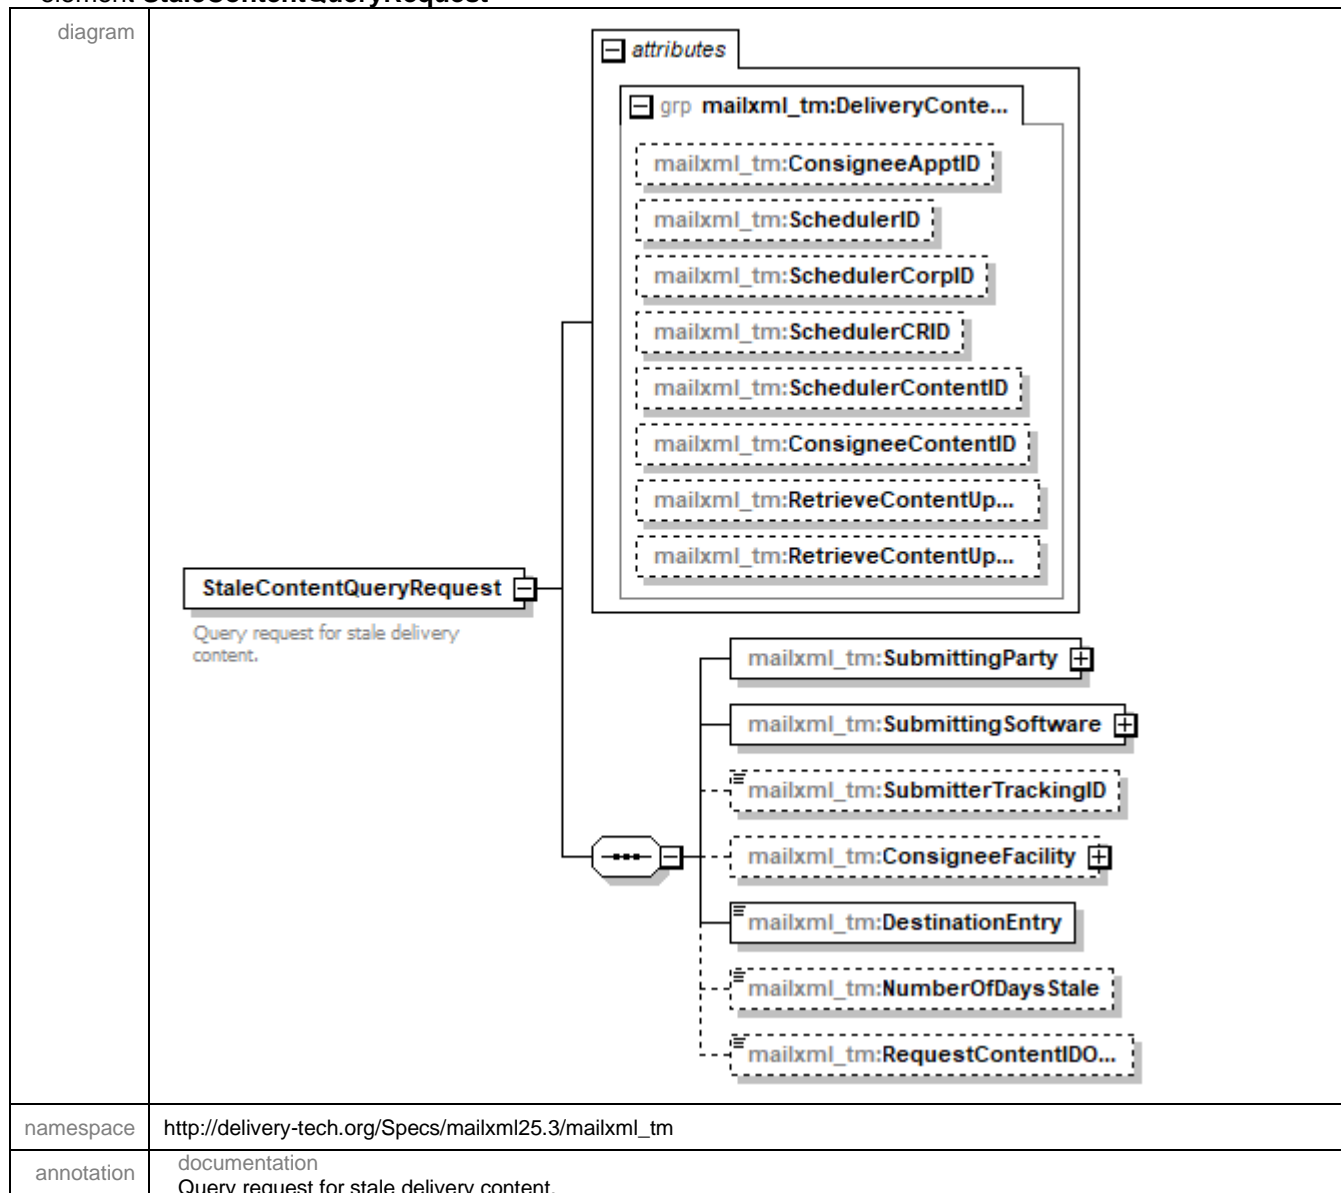 element StaleContentQueryRequest
diagram
attributes
grp mailxml_tm:DeliveryConte...
mailxml_tm:ConsigneeApptID
mailxml_tm:SchedulerID
mailxml_tm:SchedulerCorpID
mailxml_tm:SchedulerCRID
mailxml_tm:SchedulerContentID
mailxml_tm:ConsigneeContentID
mailxml_tm:RetrieveContentUp...
mailxml_tm:RetrieveContentUp...
StaleContentQueryRequest
Query request for stale delivery
content.
mailxml_tm:SubmittingParty
mailxml_tm:SubmittingSoftware
mailxml_tm:SubmitterTrackingID
mailxml_tm:ConsigneeFacility
mailxml_tm:DestinationEntry
mailxml_tm:NumberOfDaysStale
mailxml_tm:RequestContentIDO...
namespace
http://delivery-tech.org/Specs/mailxml25.3/mailxml_tm
annotation
documentation
Query request for stale delivery content.